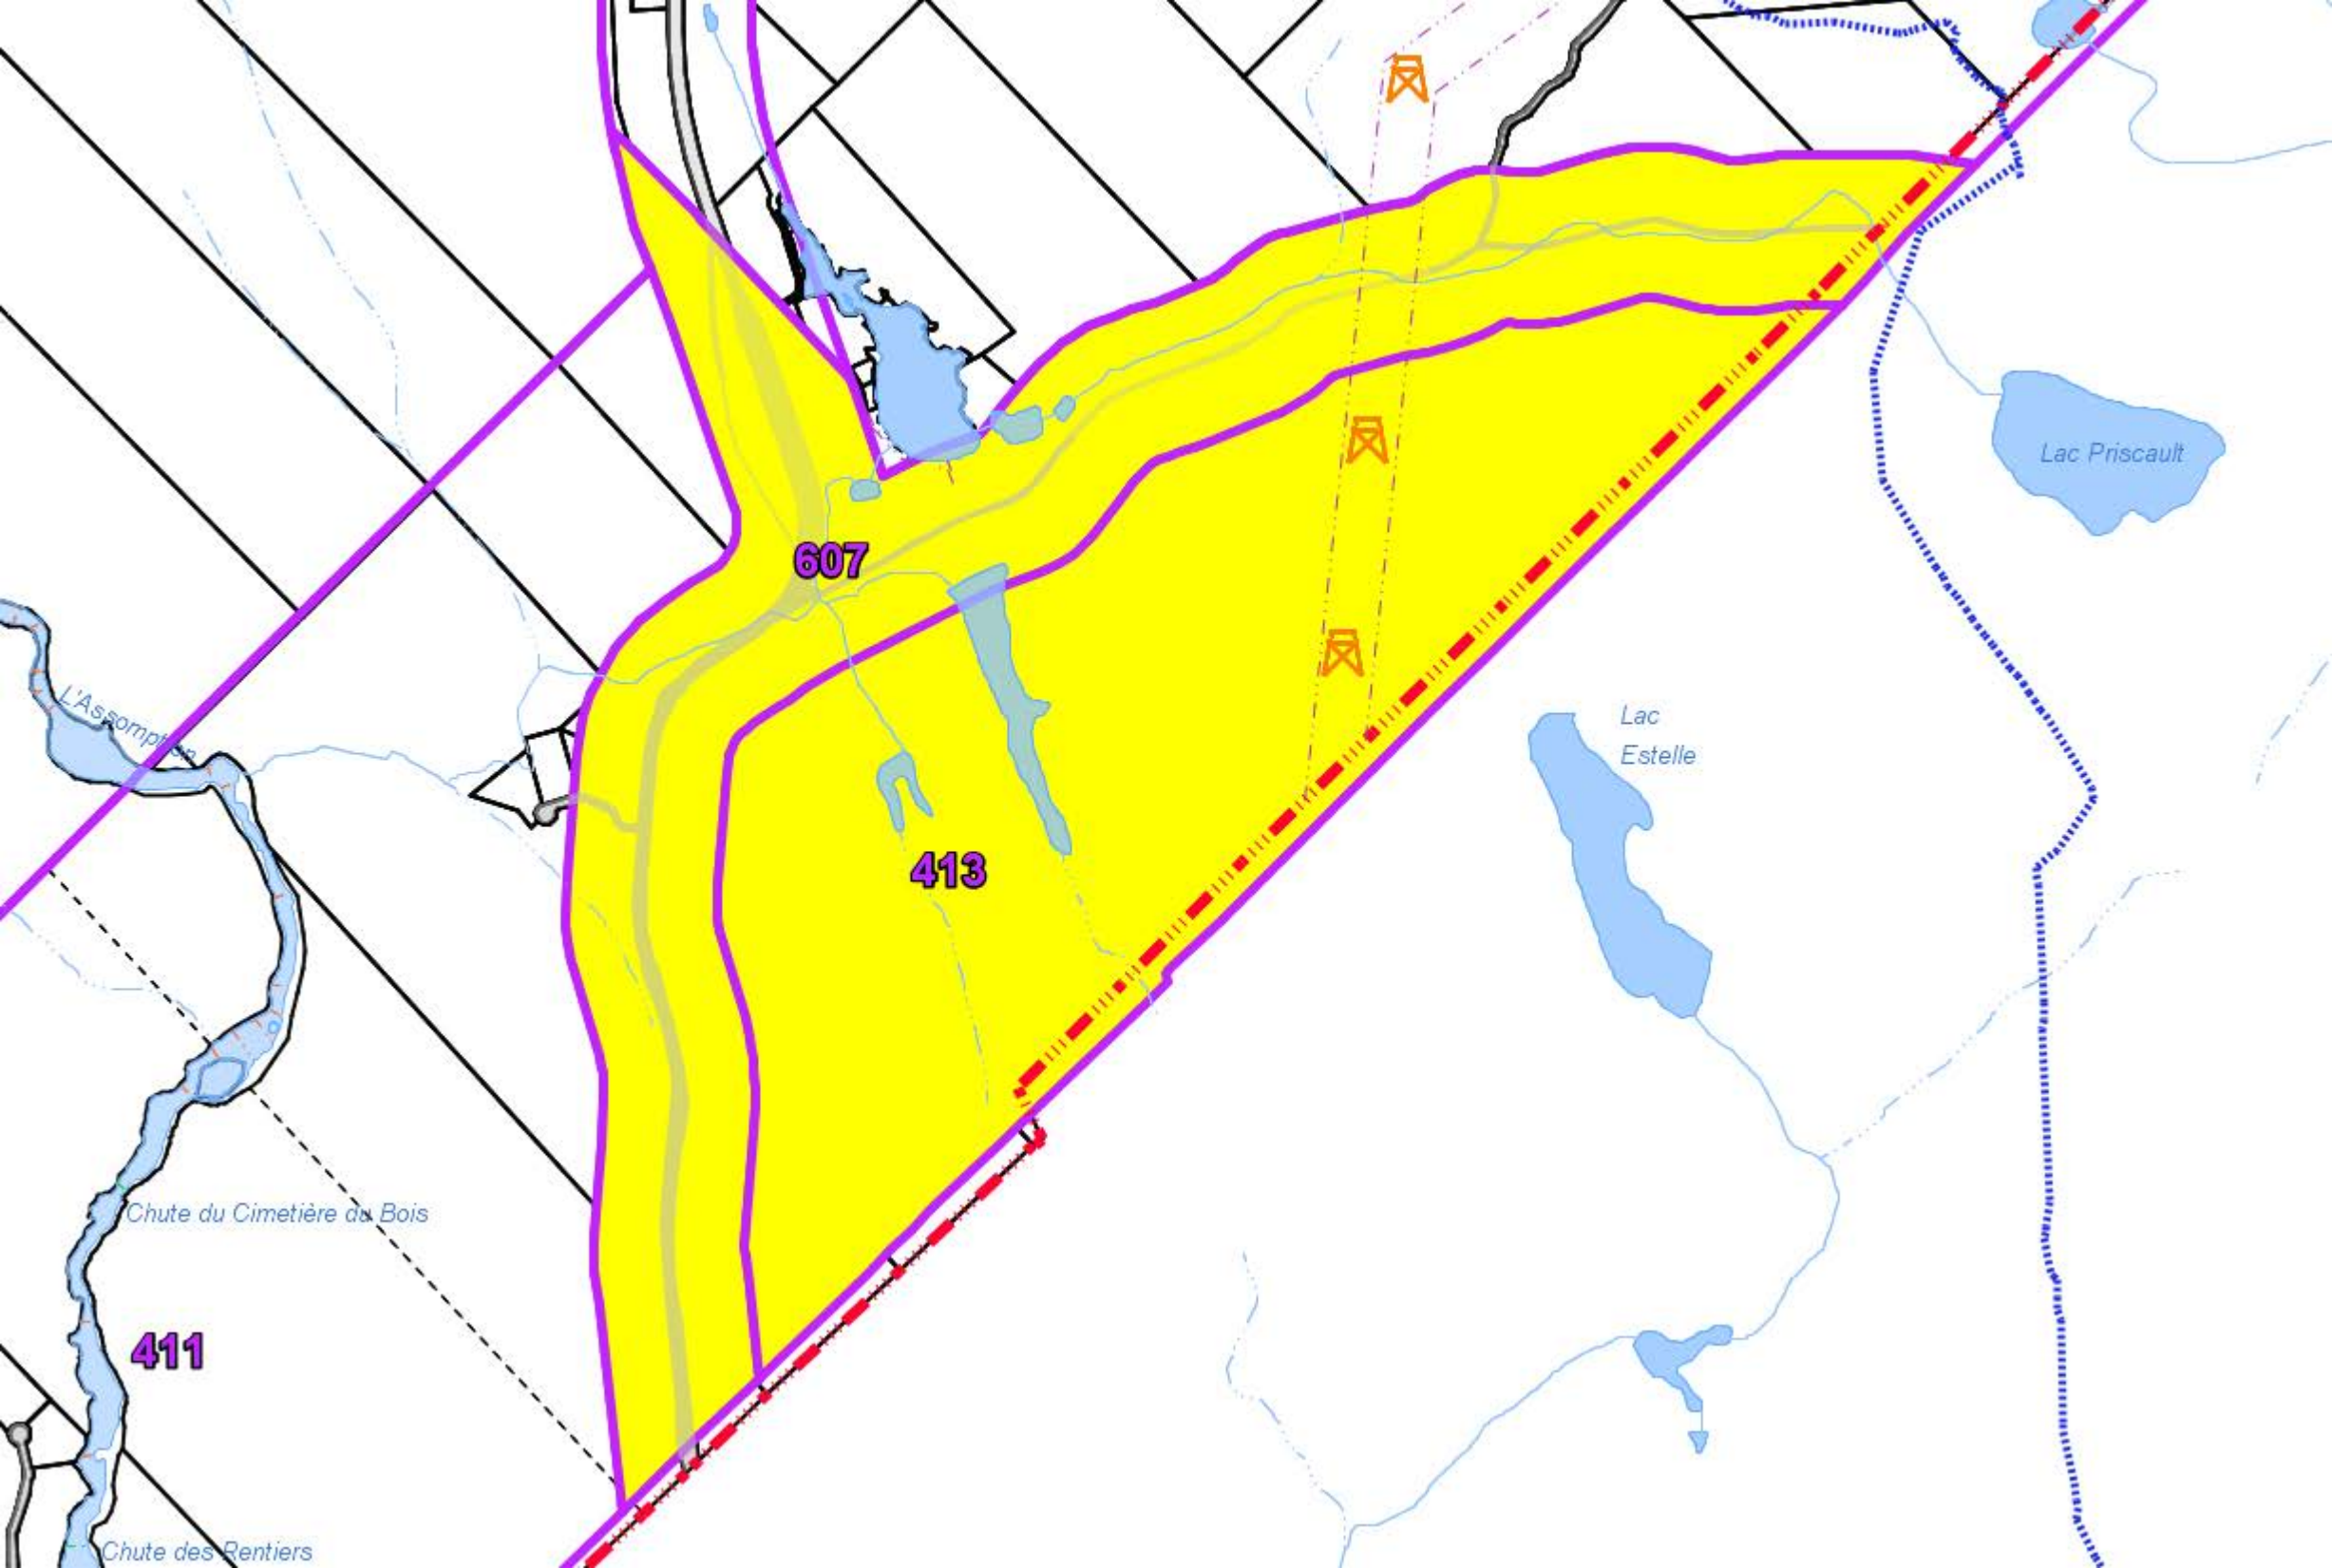 Lac Priscault
607
L'Assomption
Lac
Estelle
413
Chute du Cimetière du Bois
411
Chute des Rentiers